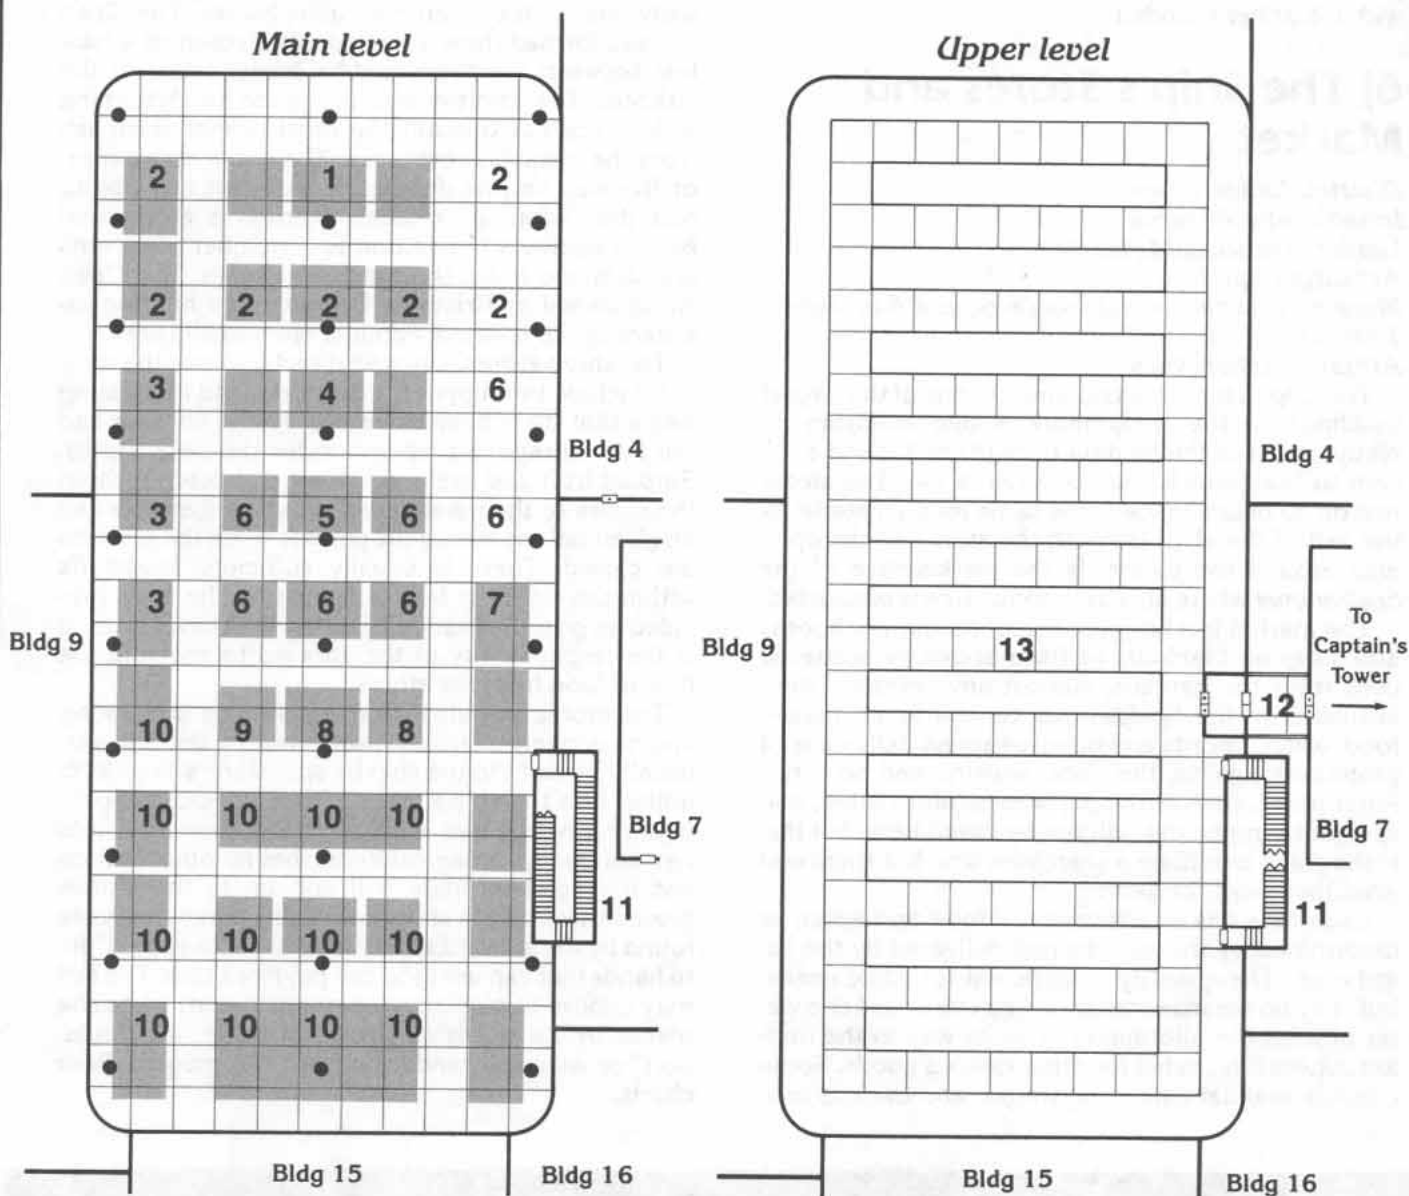 Main level
2 1 2
2 2 2 2 2
3 4 6
Bldg 4
3 6 5 6 6
3 6 6 6 7
Bldg 9
10 9 8 8
10 10 10 10
Bldg 7
11
10 10 10 10
10 10 10 10
Bldg 15
Bldg 16
Upper level
Bldg 4
Bldg 9
13
To
Captain's
Tower
12
Bldg 7
11
Bldg 15
Bldg 16